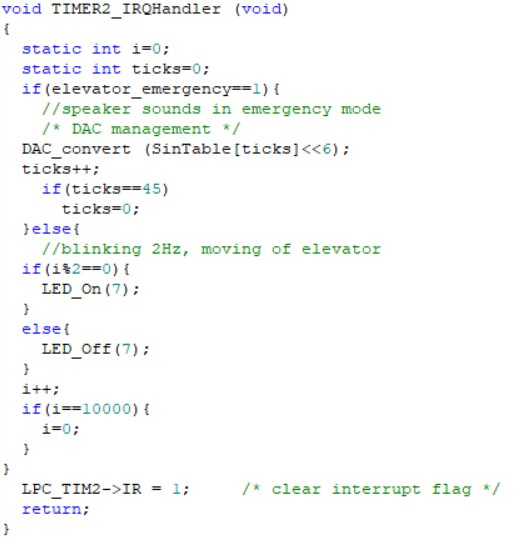 void TIMER2_IRQHandler (void)
{
  static int i=0;
  static int ticks=0;
  if(elevator_emergency==1){
    //speaker sounds in emergency mode
    /* DAC management */
  DAC_convert (SinTable[ticks]<<6);
  ticks++;
    if(ticks==45)
      ticks=0;
  }else{
    //blinking 2Hz, moving of elevator
  if(i%2==0){
    LED_On(7);
  }
  else{
    LED_Off(7);
  }
  i++;
  if(i==10000){
    i=0;
  }
}
  LPC_TIM2->IR = 1;     /* clear interrupt flag */
  return;
}